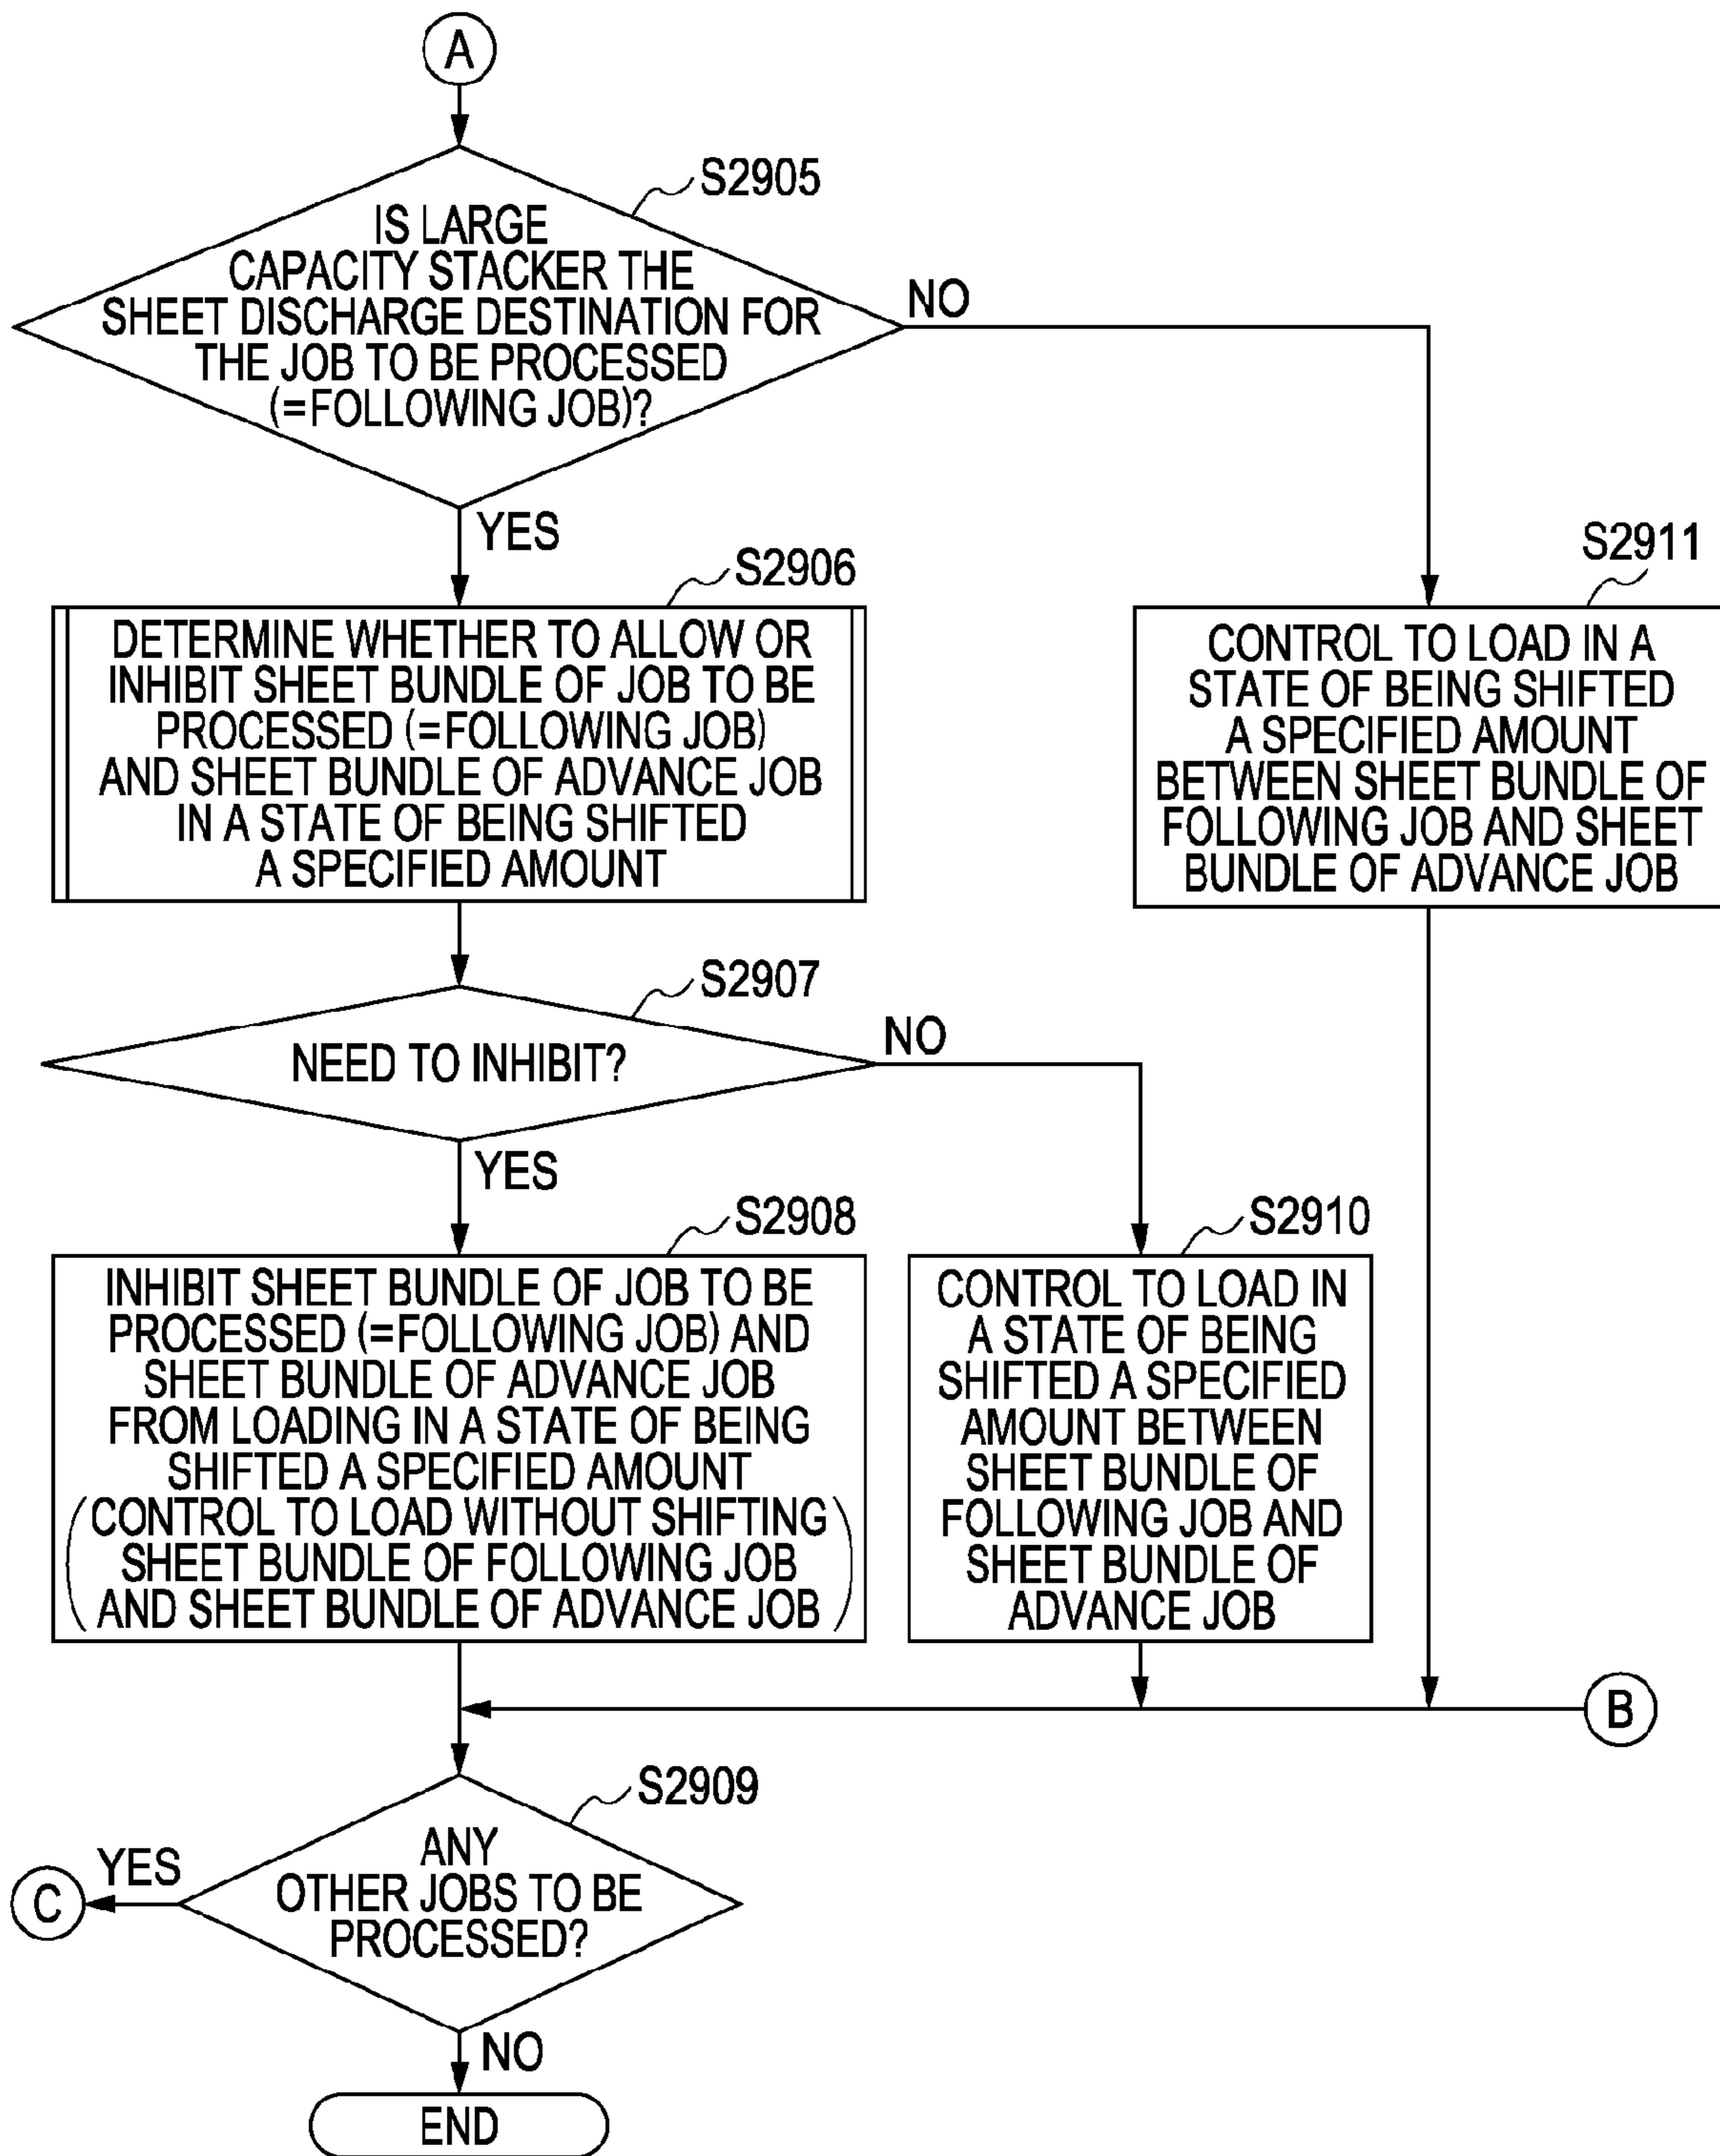 A
S2905
IS LARGE
CAPACITY STACKER THE
SHEET DISCHARGE DESTINATION FOR
THE JOB TO BE PROCESSED
(=FOLLOWING JOB)?
NO
YES
S2906
DETERMINE WHETHER TO ALLOW OR
INHIBIT SHEET BUNDLE OF JOB TO BE
PROCESSED (=FOLLOWING JOB)
AND SHEET BUNDLE OF ADVANCE JOB
IN A STATE OF BEING SHIFTED
A SPECIFIED AMOUNT
S2911
CONTROL TO LOAD IN A
STATE OF BEING SHIFTED
A SPECIFIED AMOUNT
BETWEEN SHEET BUNDLE OF
FOLLOWING JOB AND SHEET
BUNDLE OF ADVANCE JOB
S2907
NEED TO INHIBIT?
NO
YES
S2908
INHIBIT SHEET BUNDLE OF JOB TO BE
PROCESSED (=FOLLOWING JOB) AND
SHEET BUNDLE OF ADVANCE JOB
FROM LOADING IN A STATE OF BEING
SHIFTED A SPECIFIED AMOUNT
(CONTROL TO LOAD WITHOUT SHIFTING
SHEET BUNDLE OF FOLLOWING JOB
AND SHEET BUNDLE OF ADVANCE JOB)
S2910
CONTROL TO LOAD IN
A STATE OF BEING
SHIFTED A SPECIFIED
AMOUNT BETWEEN
SHEET BUNDLE OF
FOLLOWING JOB AND
SHEET BUNDLE OF
ADVANCE JOB
B
S2909
ANY
OTHER JOBS TO BE
PROCESSED?
YES
C
NO
END